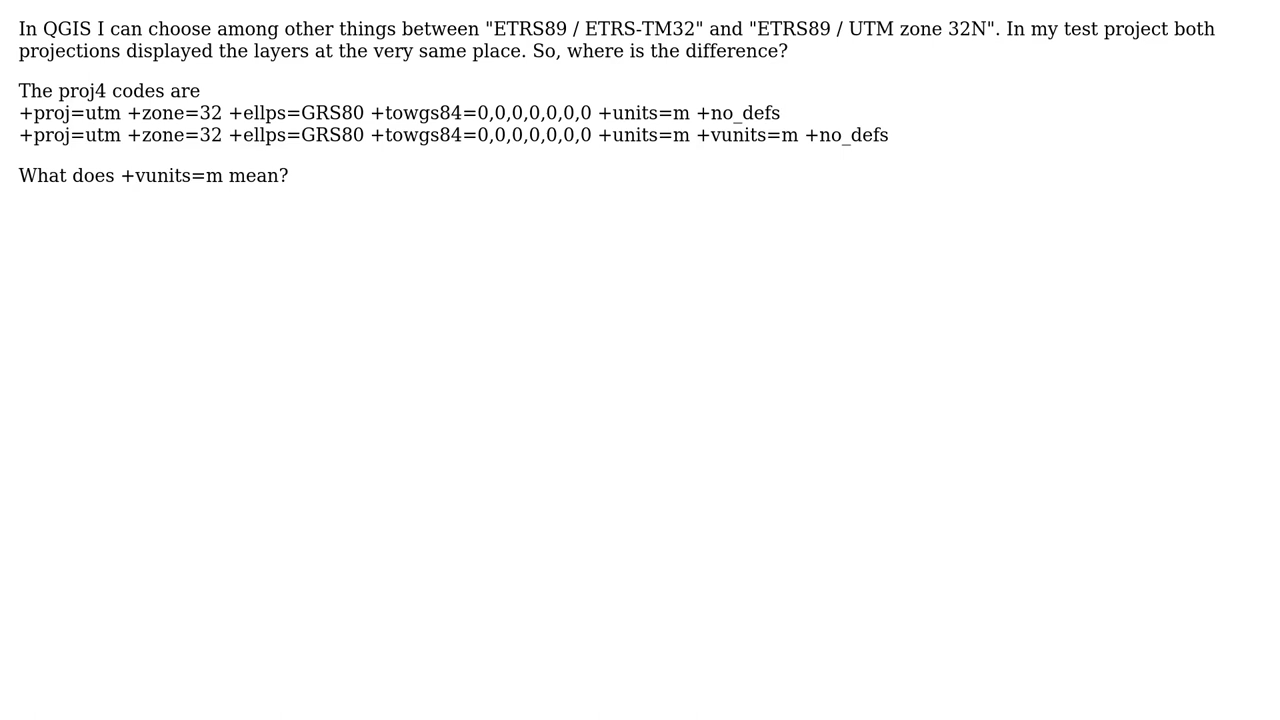 In QGIS I can choose among other things between "ETRS89 / ETRS-TM32" and "ETRS89 / UTM zone 32N". In my test project both
projections displayed the layers at the very same place. So, where is the difference?
The proj4 codes are
+proj=utm +zone=32 +ellps=GRS80 +towgs84=0,0,0,0,0,0,0 +units=m +no_defs
+proj=utm +zone=32 +ellps=GRS80 +towgs84=0,0,0,0,0,0,0 +units=m +vunits=m +no_defs
What does +vunits=m mean?